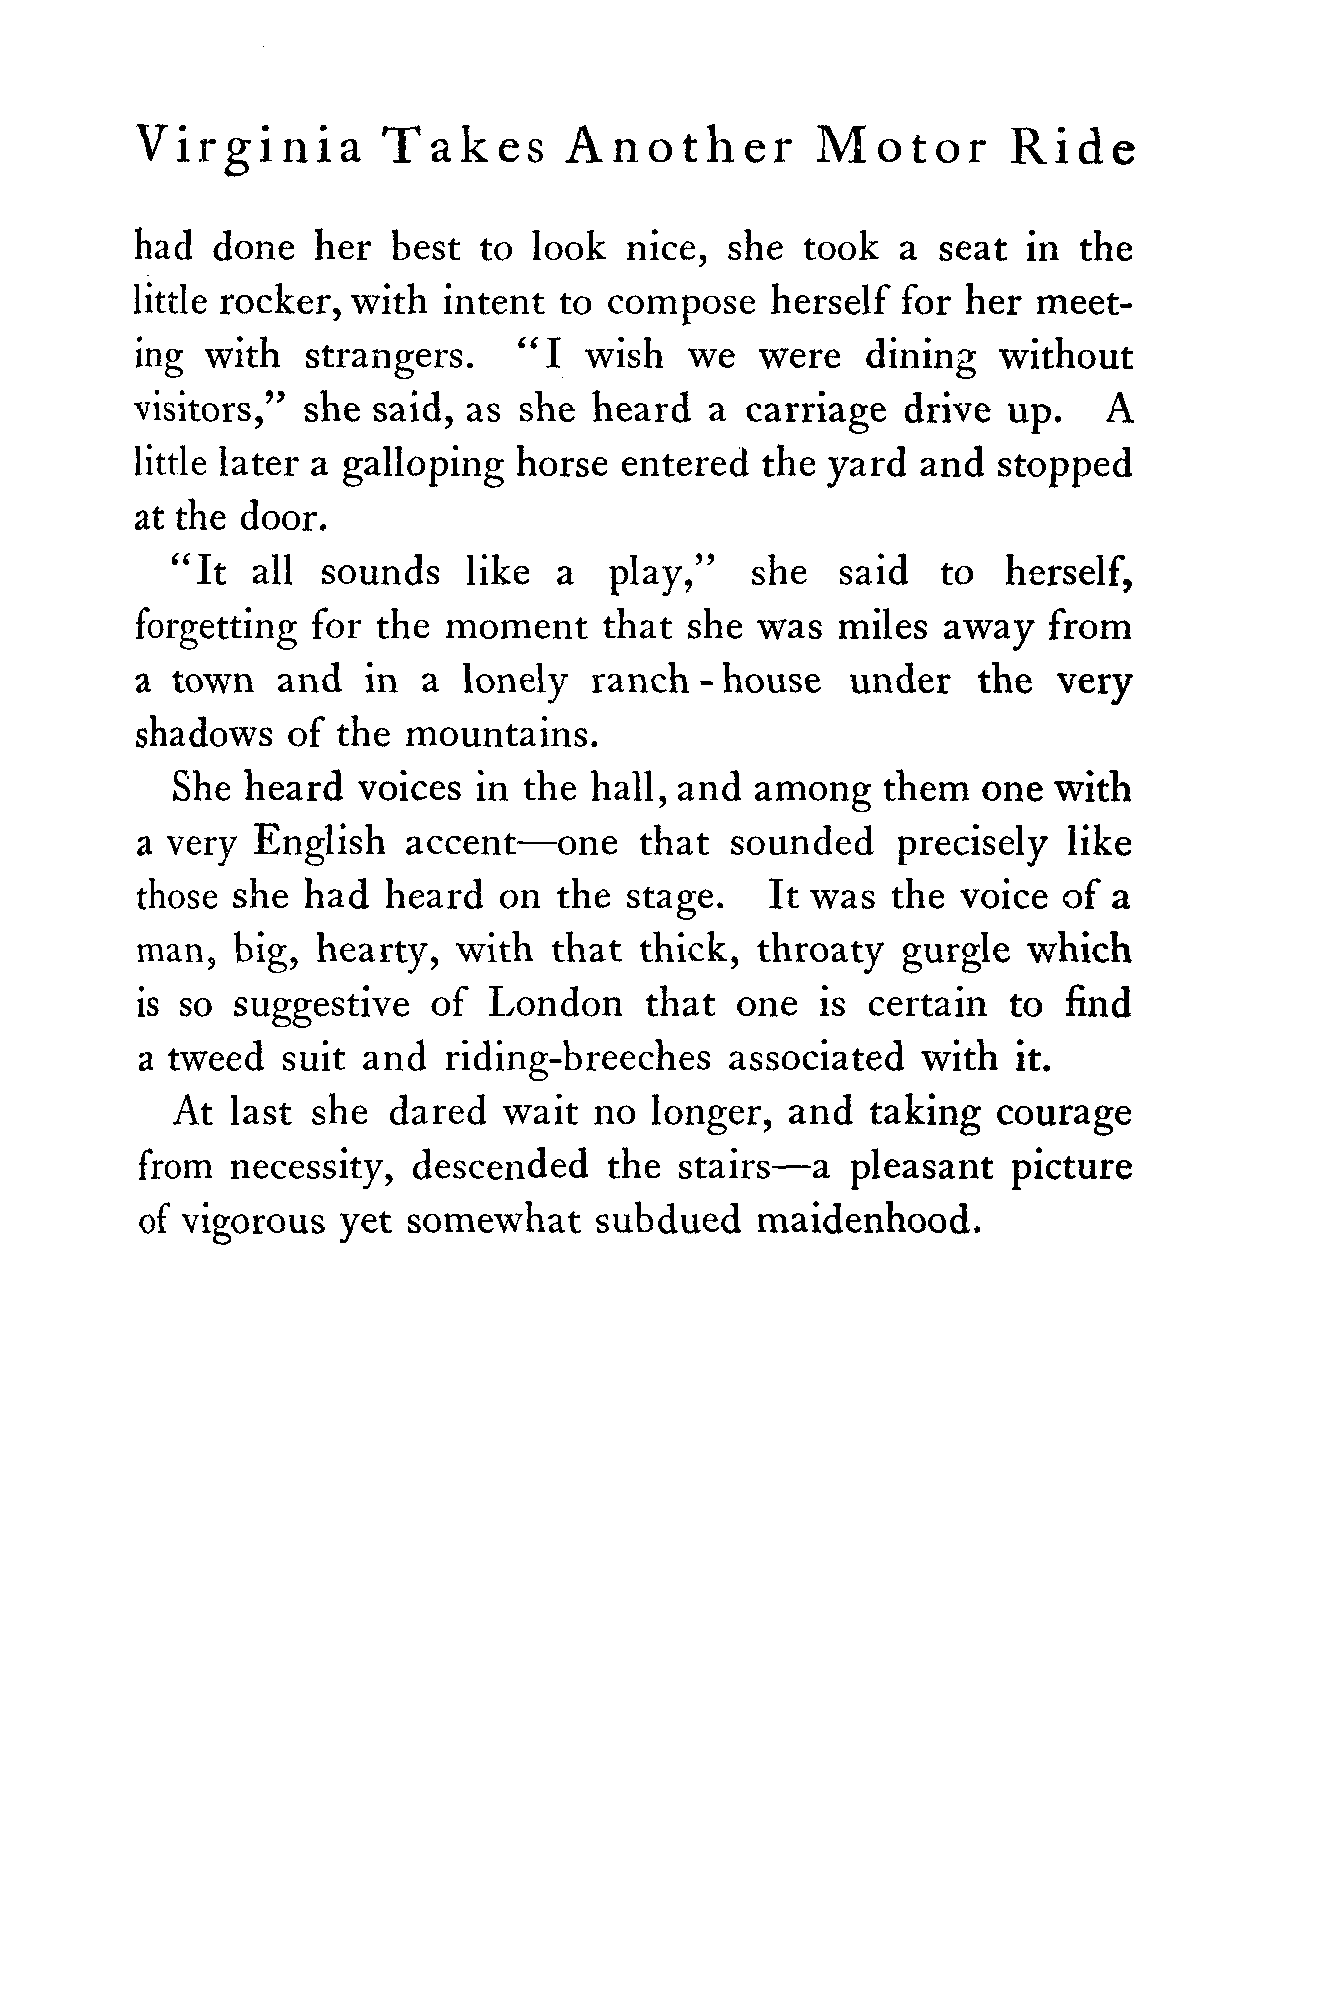 Virginia Takes Another Motor Ride
had done her best to look nice, she took a seat in the
little rocker, with intent to compose herself for her meet-
ing with strangers. "I wish we were dining without
visitors," she said, as she heard a carriage drive up. A
little later a galloping horse entered the yard and stopped
at the door.
"It all sounds like a play," she said to herself,
forgetting for the moment that she was miles away from
a town and in a lonely ranch-house under the very
shadows of the mountains.
She heard voices in the hall, and among them one with
a very English accent—one that sounded precisely like
those she had heard on the stage. It was the voice of a
man, big, hearty, with that thick, throaty gurgle which
is so suggestive of London that one is certain to find
a tweed suit and riding-breeches associated with it.
At last she dared wait no longer, and taking courage
from necessity, descended the stairs—a pleasant picture
of vigorous yet somewhat subdued maidenhood.